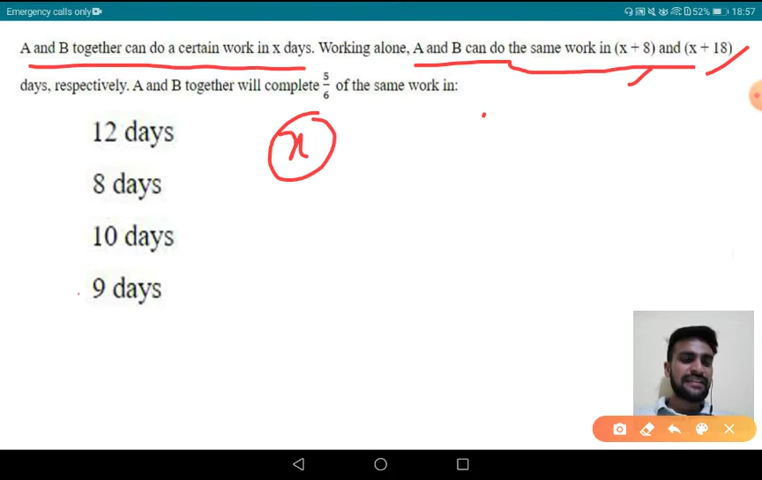 Emergency calls only 52% 18:57
A and B together can do a certain work in x days. Working alone, A and B can do the same work in (x + 8) and (x + 18)
days, respectively. A and B together will complete 5/6 of the same work in:
12 days
x
8 days
10 days
9 days